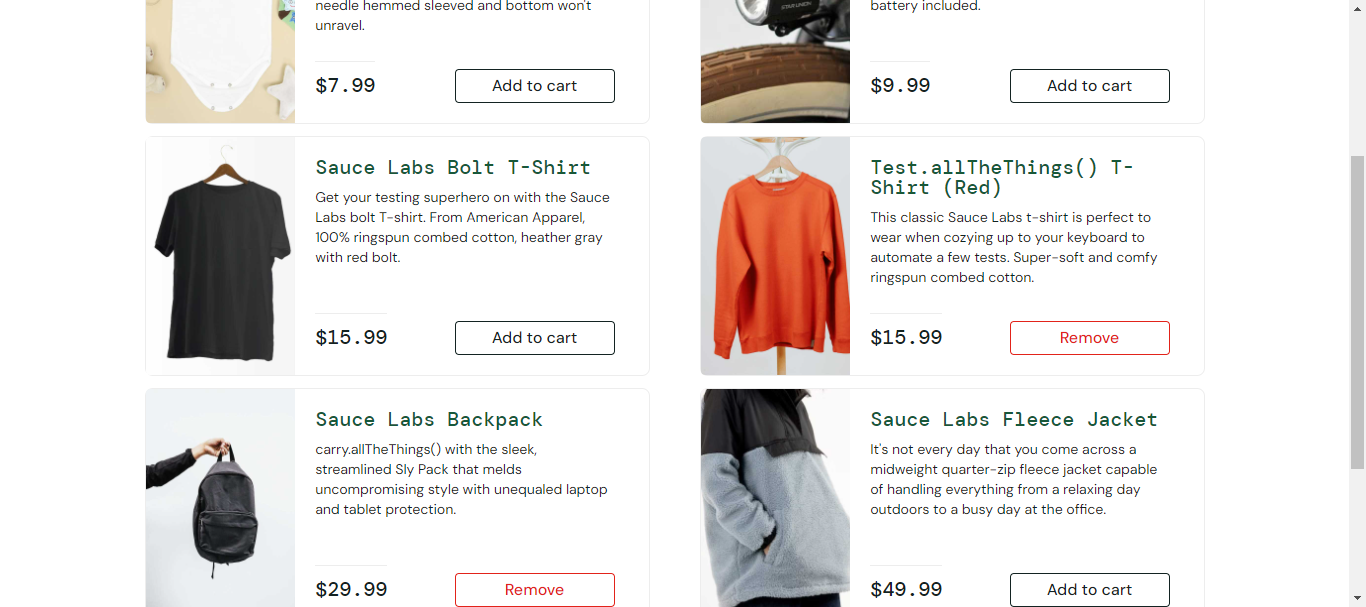 needle hemmed sleeved and bottom won't
unravel.
$7.99
Add to cart
STAR UNION
battery included.
$9.99
Add to cart
Sauce Labs Bolt T-Shirt
Get your testing superhero on with the Sauce
Labs bolt T-shirt. From American Apparel,
100% ringspun combed cotton, heather gray
with red bolt.
$15.99
Add to cart
Test.allTheThings() T-
Shirt (Red)
This classic Sauce Labs t-shirt is perfect to
wear when cozying up to your keyboard to
automate a few tests. Super-soft and comfy
ringspun combed cotton.
$15.99
Remove
Sauce Labs Backpack
carry.allTheThings() with the sleek,
streamlined Sly Pack that melds
uncompromising style with unequaled laptop
and tablet protection.
$29.99
Remove
Sauce Labs Fleece Jacket
It's not every day that you come across a
midweight quarter-zip fleece jacket capable
of handling everything from a relaxing day
outdoors to a busy day at the office.
$49.99
Add to cart